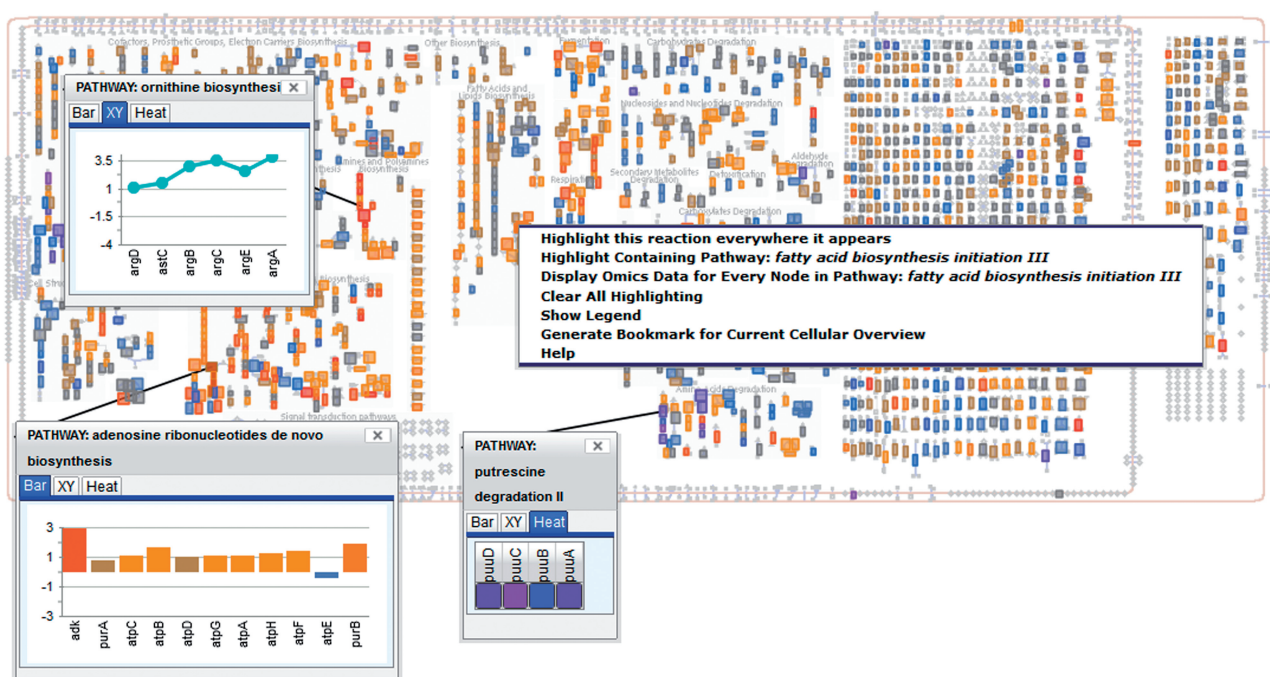 Cofactors, Prosthetic Groups, Electron Carriers Biosynthesis
Other Biosynthesis
Carbohydrates Degradation
PATHWAY: ornithine biosynthesi
Bar XY Heat
3.5
1
-1.5
-4
argD
astC
argB
argC
argE
argA
Fatty Acids and
Lipids Biosynthesis
Nucleosides and Nucleotides Degradation
Amines and Polyamines
Biosynthesis
Aldehyde
Degradation
Secondary Metabolites
Degradation
Detoxification
Carboxylates Degradation
Highlight this reaction everywhere it appears
Highlight Containing Pathway: fatty acid biosynthesis initiation III
Display Omics Data for Every Node in Pathway: fatty acid biosynthesis initiation III
Clear All Highlighting
Show Legend
Generate Bookmark for Current Cellular Overview
Help
Signal transduction pathways
PATHWAY: adenosine ribonucleotides de novo
biosynthesis
Bar XY Heat
3
1
-1
-3
adk
purA
atpC
atpB
atpD
atpG
atpA
atpH
atpF
atpE
purB
PATHWAY:
putrescine
degradation II
Bar XY Heat
puuD
puuC
puuB
puuA